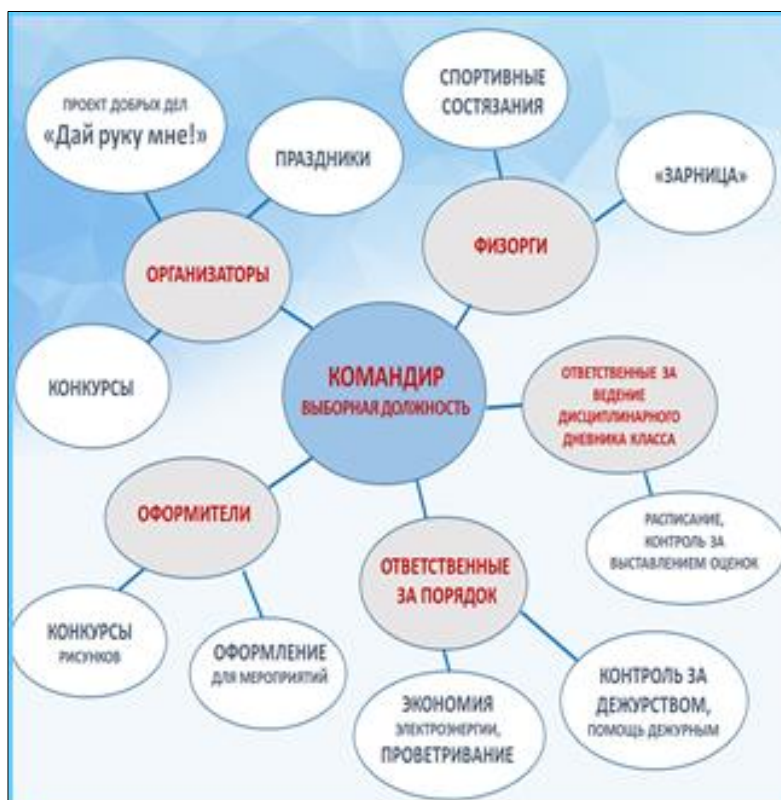 СПОРТИВНЫЕ
СОСТЯЗАНИЯ
ПРОЕКТ ДОБРЫХ ДЕЛ
«Дай руку мне!»
ПРАЗДНИКИ
«ЗАРНИЦА»
ФИЗОРГИ
ОРГАНИЗАТОРЫ
КОНКУРСЫ
КОМАНДИР
ВЫБОРНАЯ ДОЛЖНОСТЬ
ОТВЕТСТВЕННЫЕ ЗА
ВЕДЕНИЕ
ДИСЦИПЛИНАРНОГО
ДНЕВНИКА КЛАССА
ОФОРМИТЕЛИ
РАСПИСАНИЕ,
КОНТРОЛЬ ЗА
ВЫСТАВЛЕНИЕМ ОЦЕНОК
ОТВЕТСТВЕННЫЕ
ЗА ПОРЯДОК
КОНКУРСЫ
РИСУНКОВ
ОФОРМЛЕНИЕ
ДЛЯ МЕРОПРИЯТИЙ
ЭКОНОМИЯ
ЭЛЕКТРОЭНЕРГИИ,
ПРОВЕТРИВАНИЕ
КОНТРОЛЬ ЗА
ДЕЖУРСТВОМ,
ПОМОЩЬ ДЕЖУРНЫМ